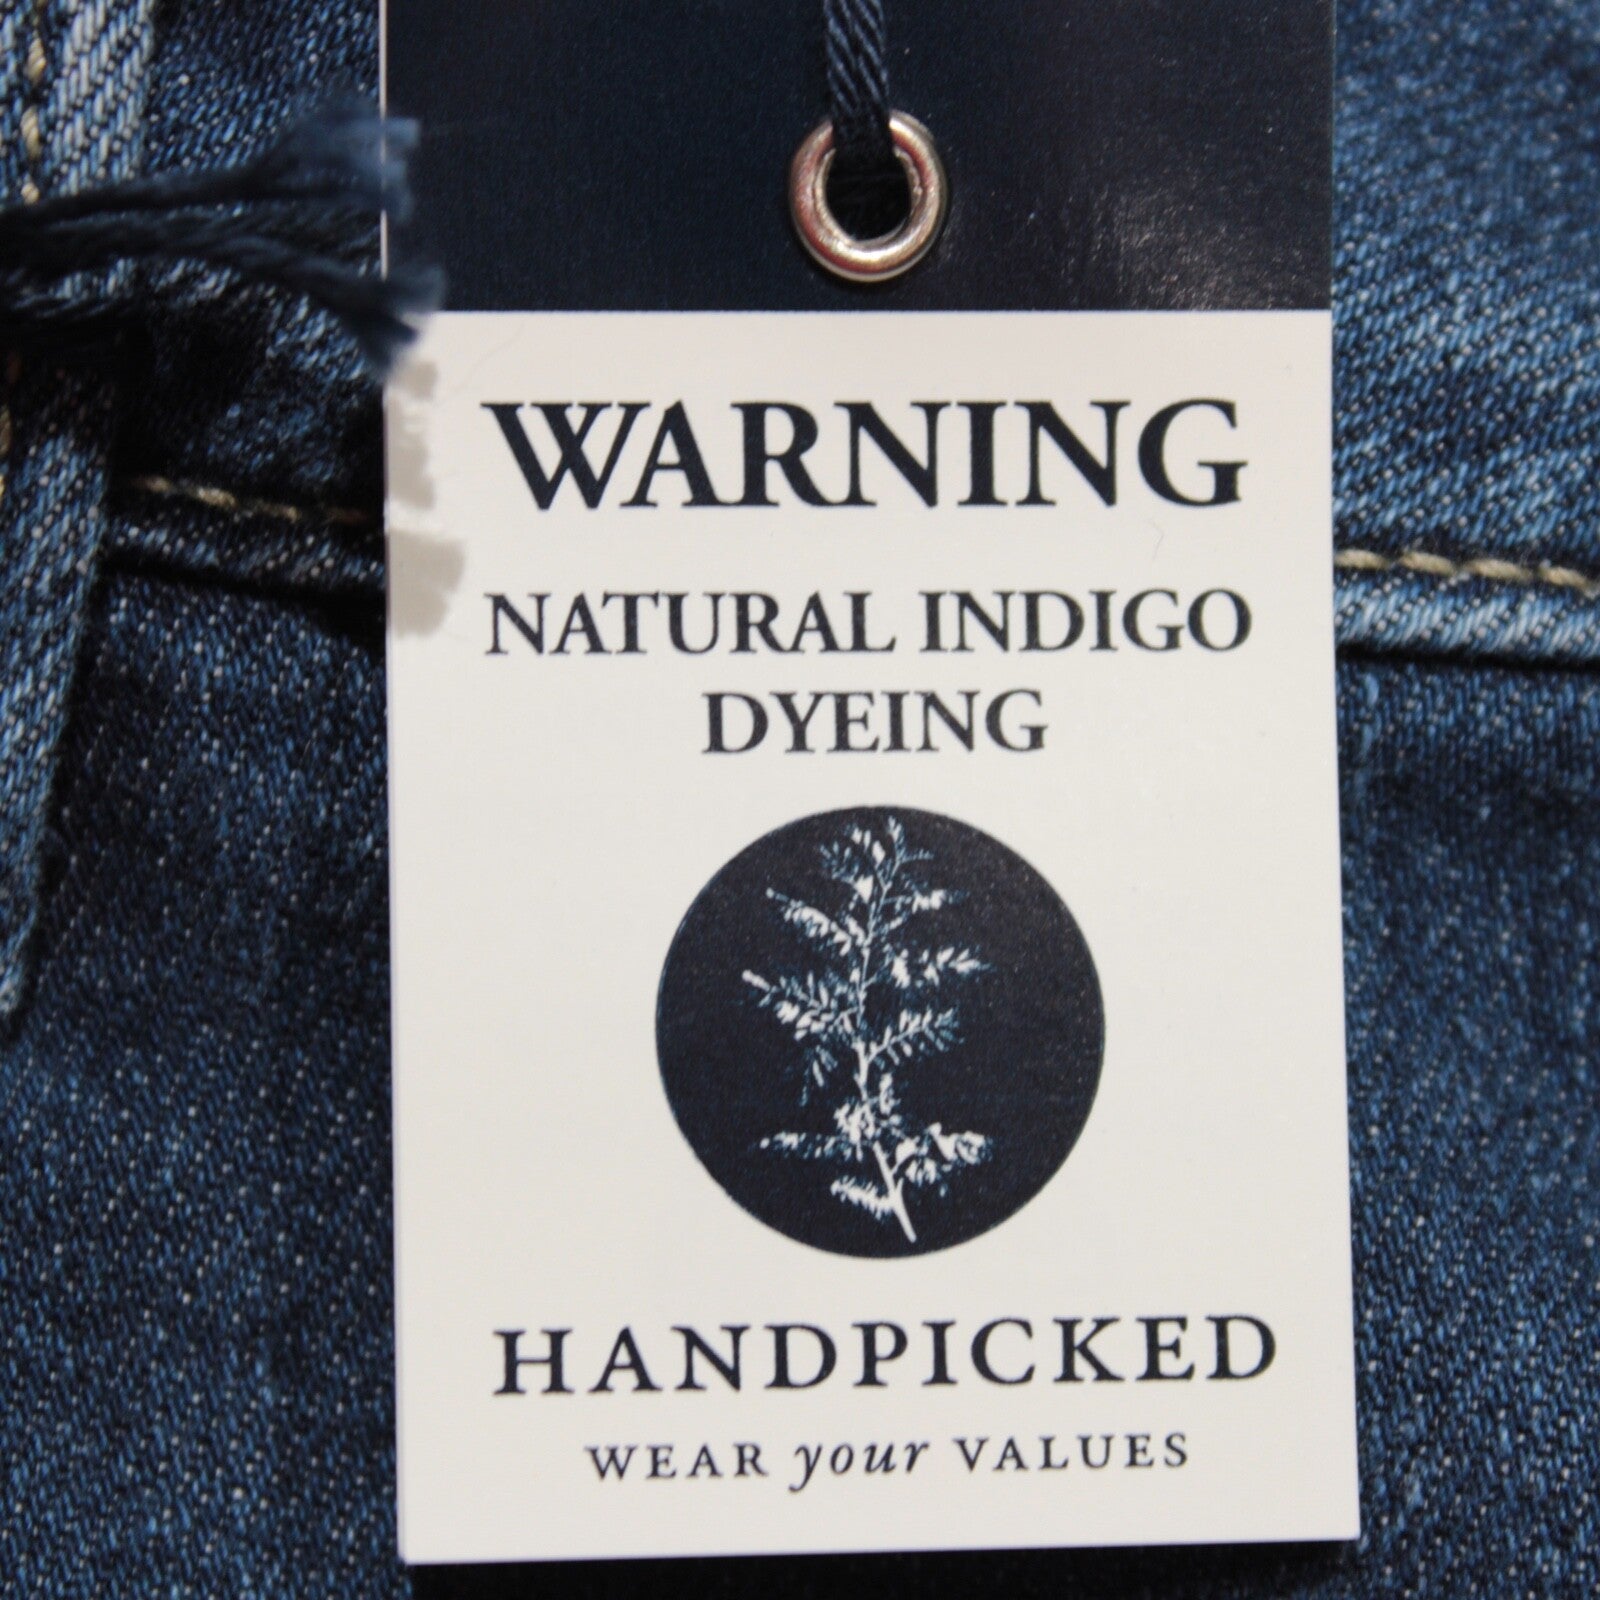 WARNING
NATURAL INDIGO
DYEING
HANDPICKED
WEAR your VALUES